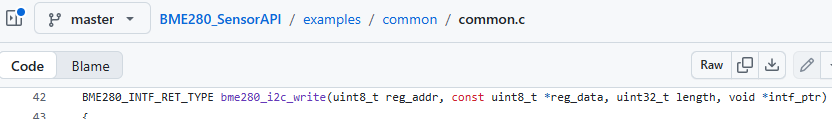 master BME280_SensorAPI / examples / common / common.c
Code Blame Raw
42 BME280_INTF_RET_TYPE bme280_i2c_write(uint8_t reg_addr, const uint8_t *reg_data, uint32_t length, void *intf_ptr)
43 {